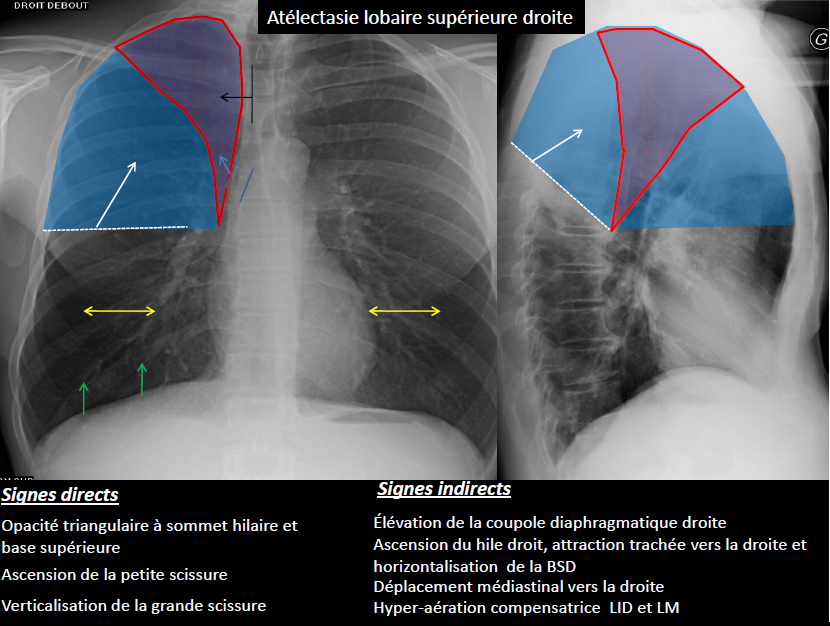 DROIT DEBOUT
Atélectasie lobaire supérieure droite
G
Signes directs
Opacité triangulaire à sommet hilaire et
base supérieure
Ascension de la petite scissure
Verticalisation de la grande scissure
Signes indirects
Élévation de la coupole diaphragmatique droite
Ascension du hile droit, attraction trachée vers la droite et
horizontalisation de la BSD
Déplacement médiastinal vers la droite
Hyper-aération compensatrice LID et LM